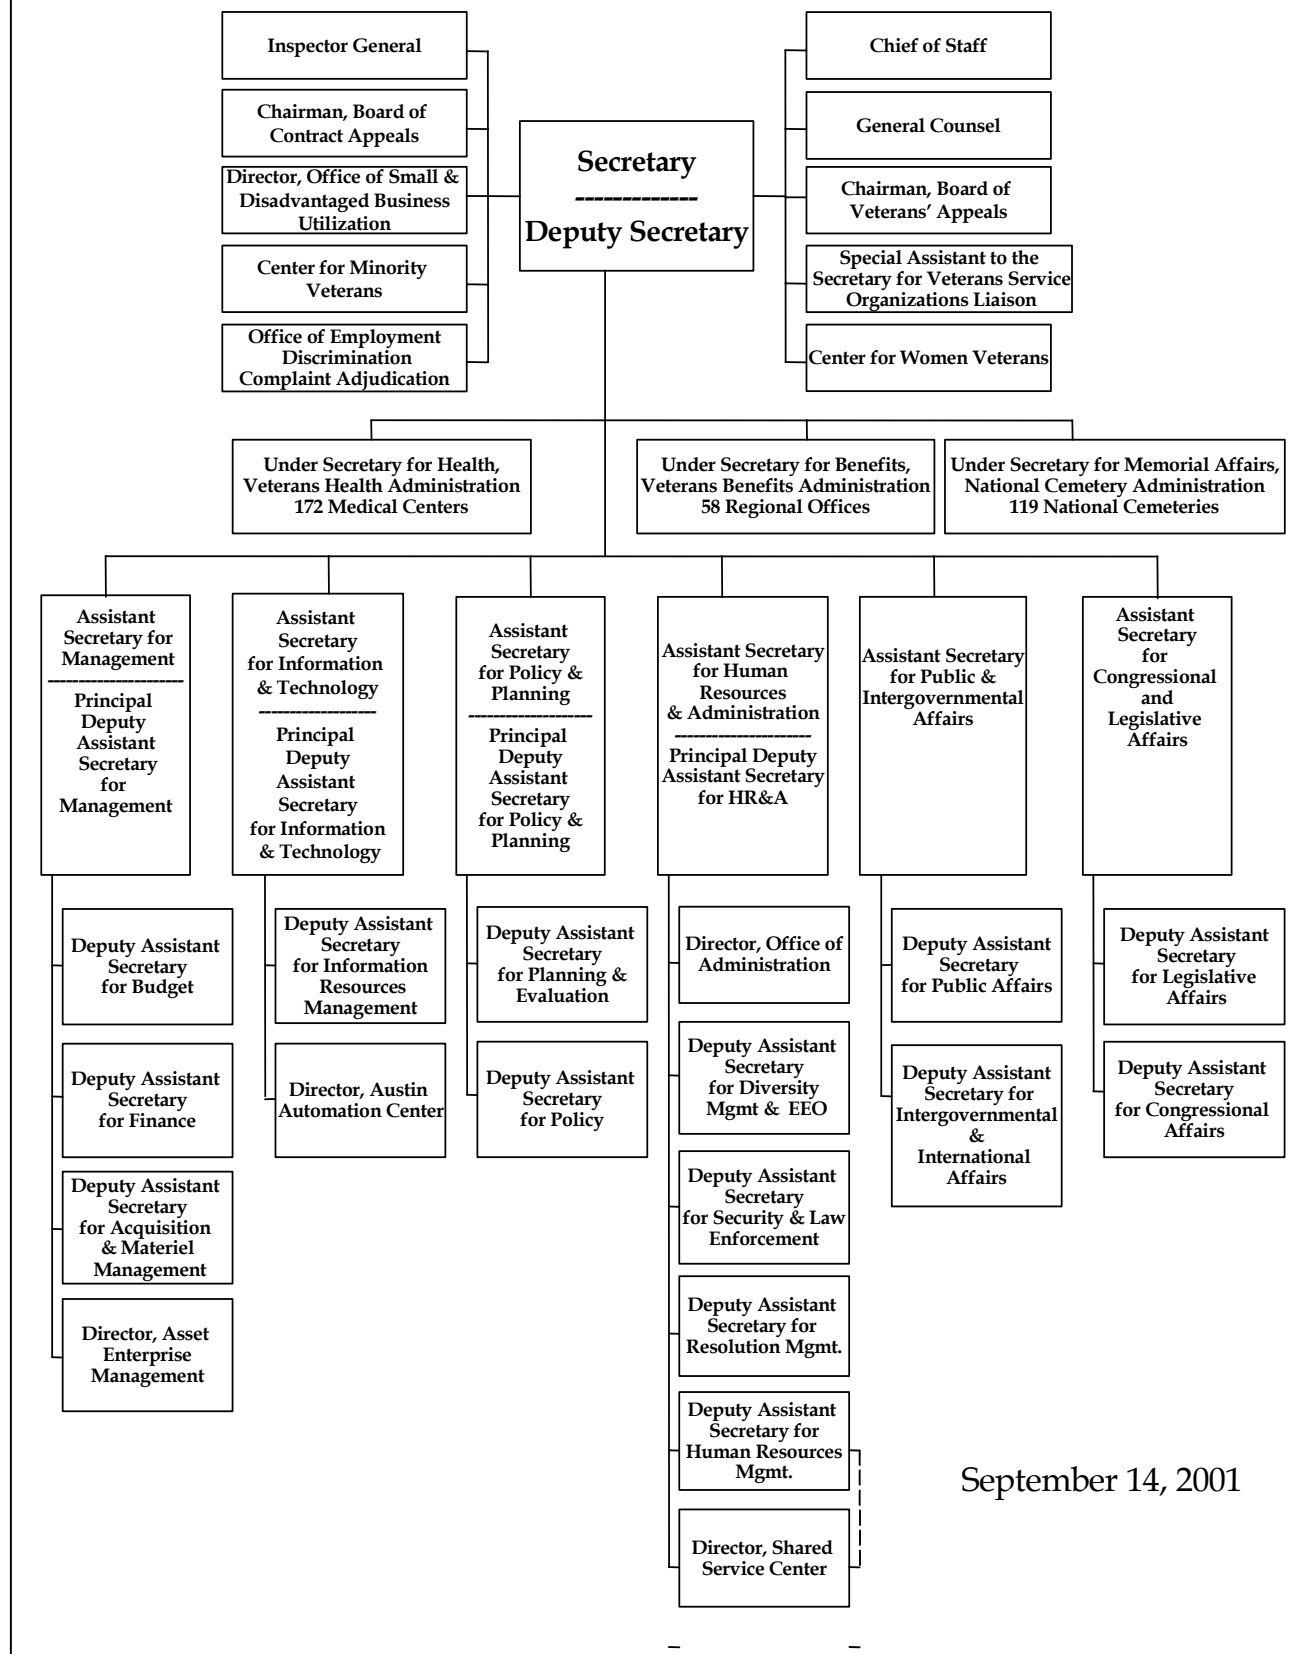 Inspector General
Chairman, Board of
Contract Appeals
Director, Office of Small &
Disadvantaged Business
Utilization
Center for Minority
Veterans
Office of Employment
Discrimination
Complaint Adjudication
Secretary
-------------
Deputy Secretary
Chief of Staff
General Counsel
Chairman, Board of
Veterans’ Appeals
Special Assistant to the
Secretary for Veterans Service
Organizations Liaison
Center for Women Veterans
Under Secretary for Health,
Veterans Health Administration
172 Medical Centers
Under Secretary for Benefits,
Veterans Benefits Administration
58 Regional Offices
Under Secretary for Memorial Affairs,
National Cemetery Administration
119 National Cemeteries
Assistant
Secretary for
Management
----------------------
Principal
Deputy
Assistant
Secretary
for
Management
Assistant
Secretary
for Information
& Technology
-------------------
Principal
Deputy
Assistant
Secretary
for Information
& Technology
Assistant
Secretary
for Policy &
Planning
--------------------
Principal
Deputy
Assistant
Secretary
for Policy &
Planning
Assistant Secretary
for Human
Resources
& Administration
----------------------
Principal Deputy
Assistant Secretary
for HR&A
Assistant Secretary
for Public &
Intergovernmental
Affairs
Assistant
Secretary
for
Congressional
and
Legislative
Affairs
Deputy Assistant
Secretary
for Budget
Deputy Assistant
Secretary
for Finance
Deputy Assistant
Secretary
for Acquisition
& Materiel
Management
Director, Asset
Enterprise
Management
Deputy Assistant
Secretary
for Information
Resources
Management
Director, Austin
Automation Center
Deputy Assistant
Secretary
for Planning &
Evaluation
Deputy Assistant
Secretary
for Policy
Director, Office of
Administration
Deputy Assistant
Secretary
for Diversity
Mgmt & EEO
Deputy Assistant
Secretary
for Security & Law
Enforcement
Deputy Assistant
Secretary for
Resolution Mgmt.
Deputy Assistant
Secretary for
Human Resources
Mgmt.
Director, Shared
Service Center
Deputy Assistant
Secretary
for Public Affairs
Deputy Assistant
Secretary for
Intergovernmental
&
International
Affairs
Deputy Assistant
Secretary
for Legislative
Affairs
Deputy Assistant
Secretary
for Congressional
Affairs
September 14, 2001